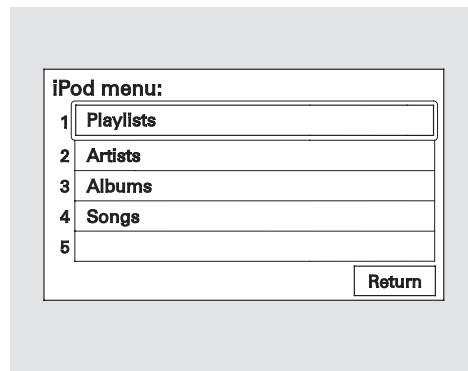 iPod menu:
1 Playlists
2 Artists
3 Albums
4 Songs
5
Return